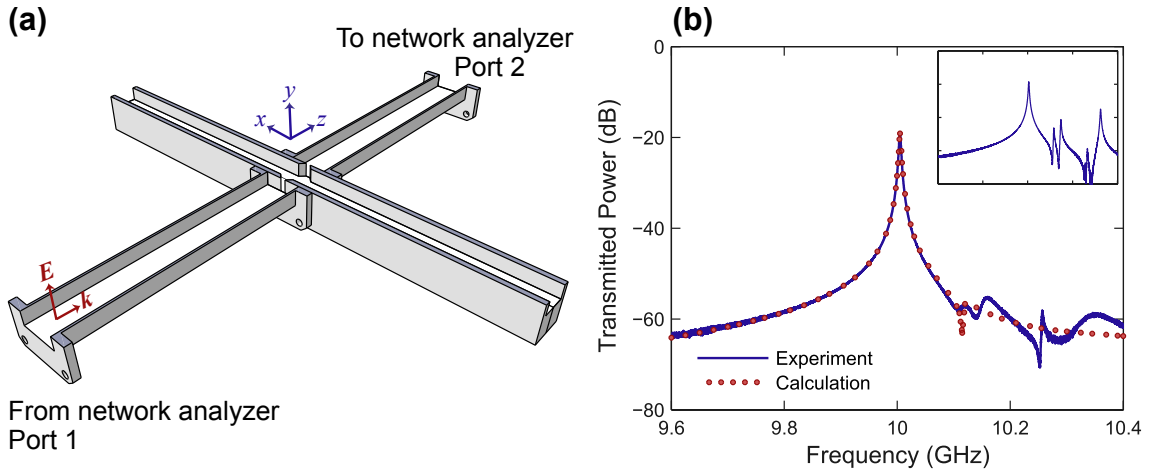 (a)
To network analyzer
Port 2
y
x
z
E
k
From network analyzer
Port 1
(b)
Transmitted Power (dB)
0
−20
−40
−60
−80
Experiment
Calculation
9.6
9.8
10
10.2
10.4
Frequency (GHz)